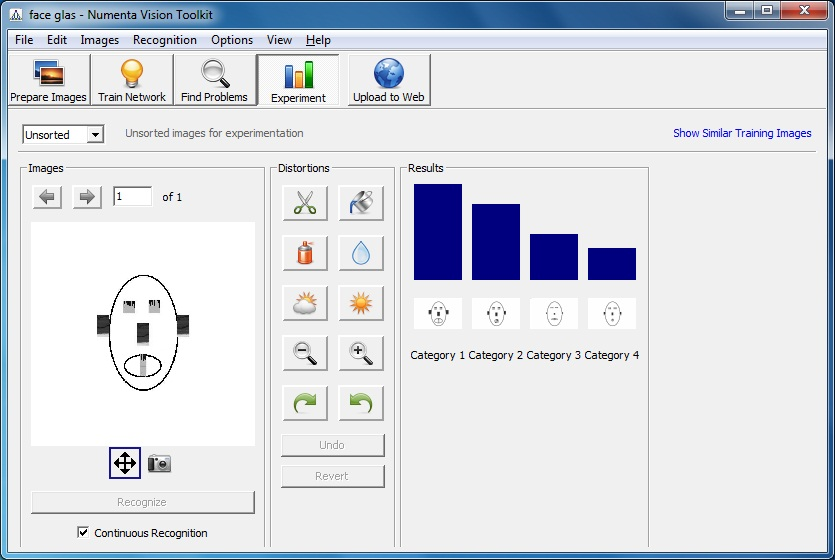 face glas - Numenta Vision Toolkit
File Edit Images Recognition Options View Help
Prepare Images Train Network Find Problems Experiment Upload to Web
Unsorted Unsorted images for experimentation Show Similar Training Images
Images Distortions Results
1 of 1
Category 1 Category 2 Category 3 Category 4
Undo
Revert
Recognize
Continuous Recognition